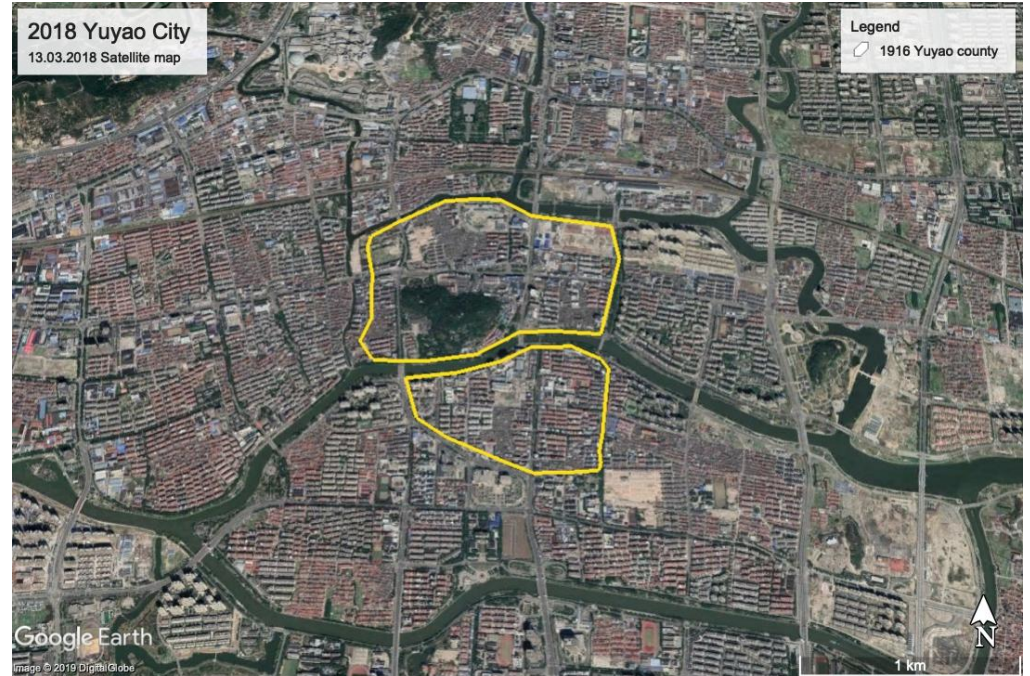 2018 Yuyao City
13.03.2018 Satellite map
Legend
1916 Yuyao county
Google Earth
Image © 2019 DigitalGlobe
N
1 km